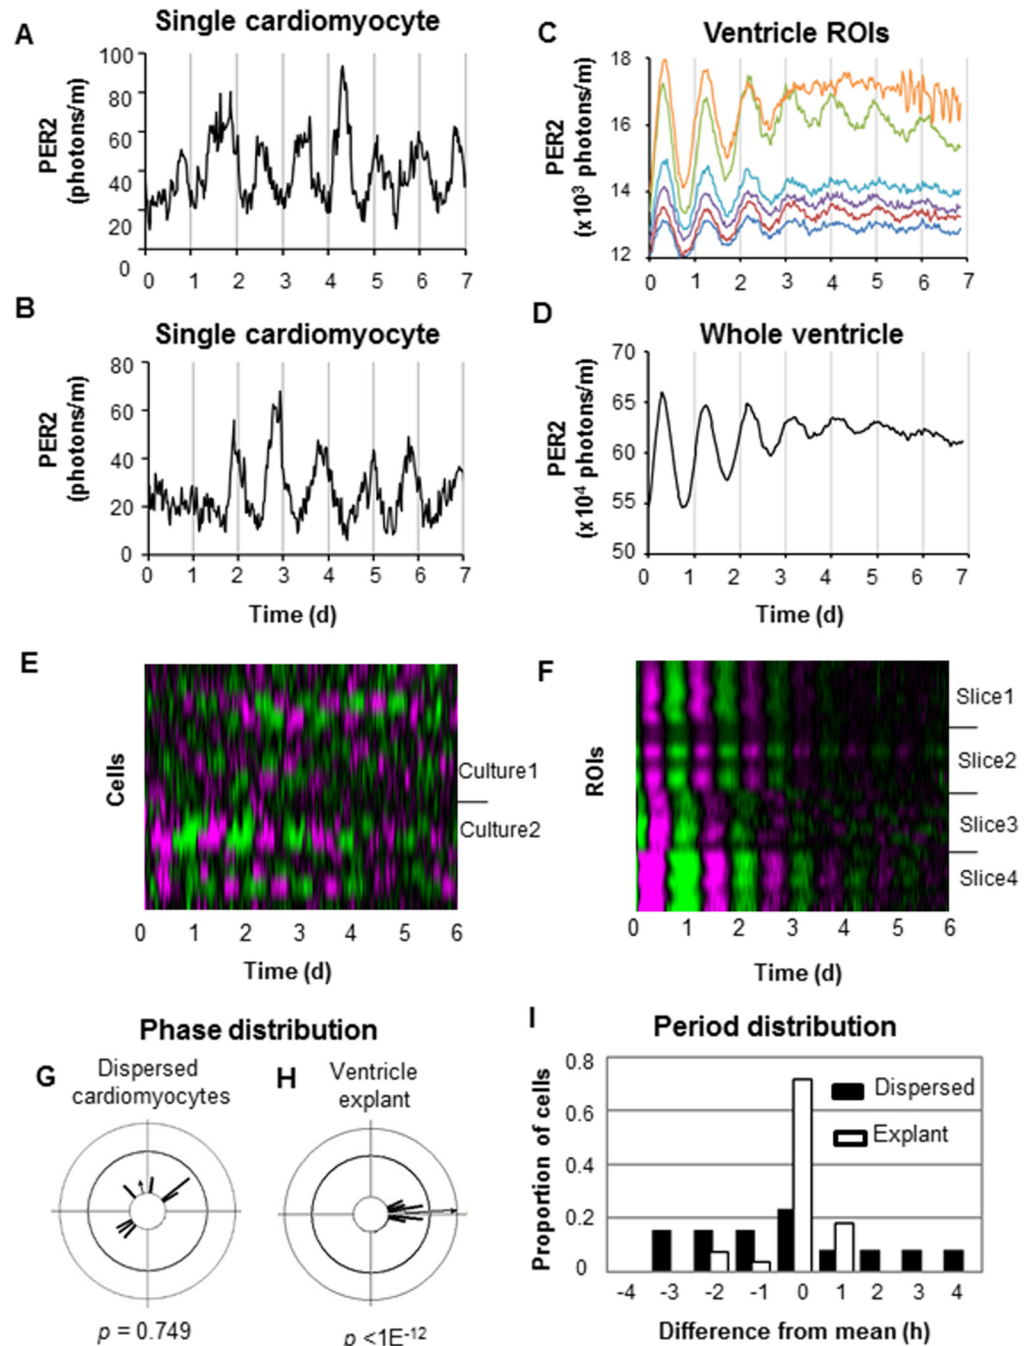 A
Single cardiomyocyte
PER2
(photons/m)
100
80
60
40
20
0
0 1 2 3 4 5 6 7
B
Single cardiomyocyte
PER2
(photons/m)
80
60
40
20
0
0 1 2 3 4 5 6 7
Time (d)
C
Ventricle ROIs
PER2
(x 10³ photons/m)
18
16
14
12
0 1 2 3 4 5 6 7
D
Whole ventricle
PER2
(x10⁴ photons/m)
70
65
60
55
50
0 1 2 3 4 5 6 7
Time (d)
E
Cells
Culture1
Culture2
0 1 2 3 4 5 6
Time (d)
F
ROIs
Slice1
Slice2
Slice3
Slice4
0 1 2 3 4 5 6
Time (d)
Phase distribution
G
Dispersed
cardiomyocytes
p = 0.749
H
Ventricle
explant
p <1E⁻¹²
I
Period distribution
Proportion of cells
0.8
0.6
0.4
0.2
0
Dispersed
Explant
-4 -3 -2 -1 0 1 2 3 4
Difference from mean (h)